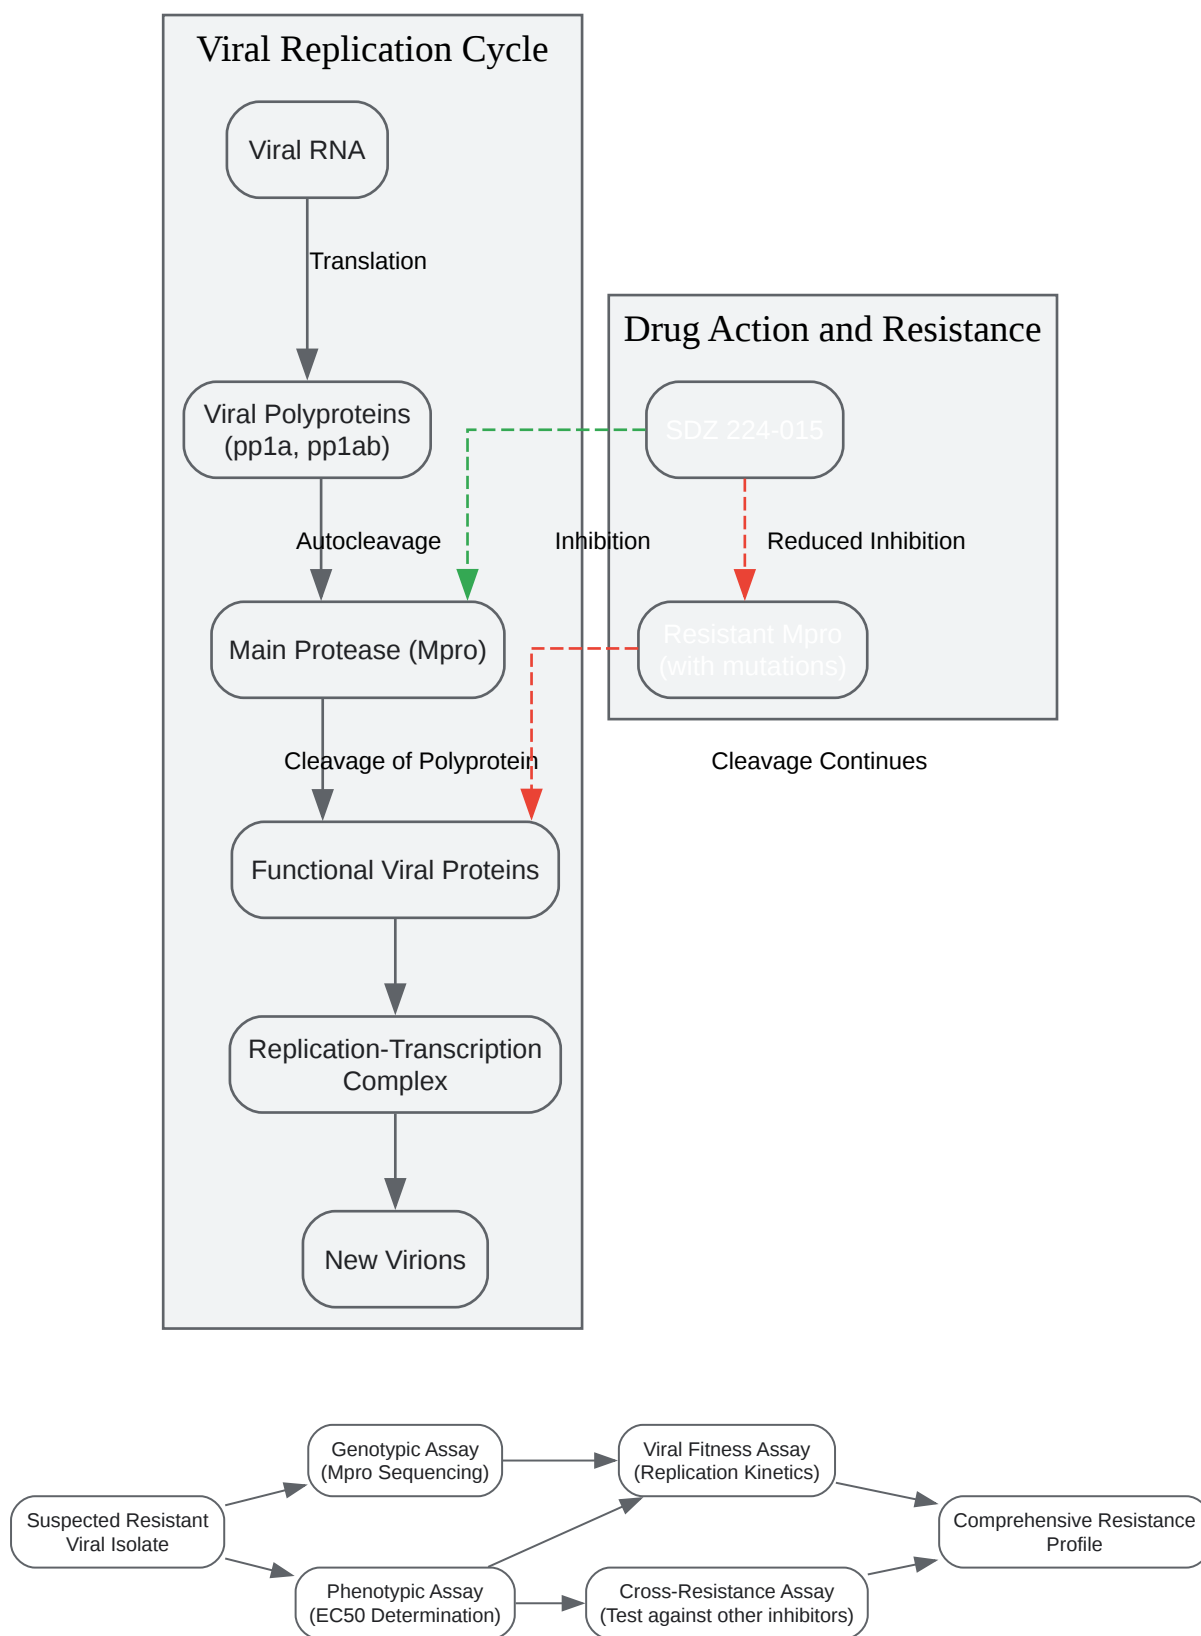 Viral Replication Cycle
Viral RNA
Translation
Drug Action and Resistance
Viral Polyproteins
(pp1a, pp1ab)
SDZ 224-015
Autocleavage
Inhibition
Reduced Inhibition
Main Protease (Mpro)
Resistant Mpro
(with mutations)
Cleavage of Polyprotein
Cleavage Continues
Functional Viral Proteins
Replication-Transcription
Complex
New Virions
Genotypic Assay
(Mpro Sequencing)
Viral Fitness Assay
(Replication Kinetics)
Suspected Resistant
Viral Isolate
Comprehensive Resistance
Profile
Phenotypic Assay
(EC50 Determination)
Cross-Resistance Assay
(Test against other inhibitors)